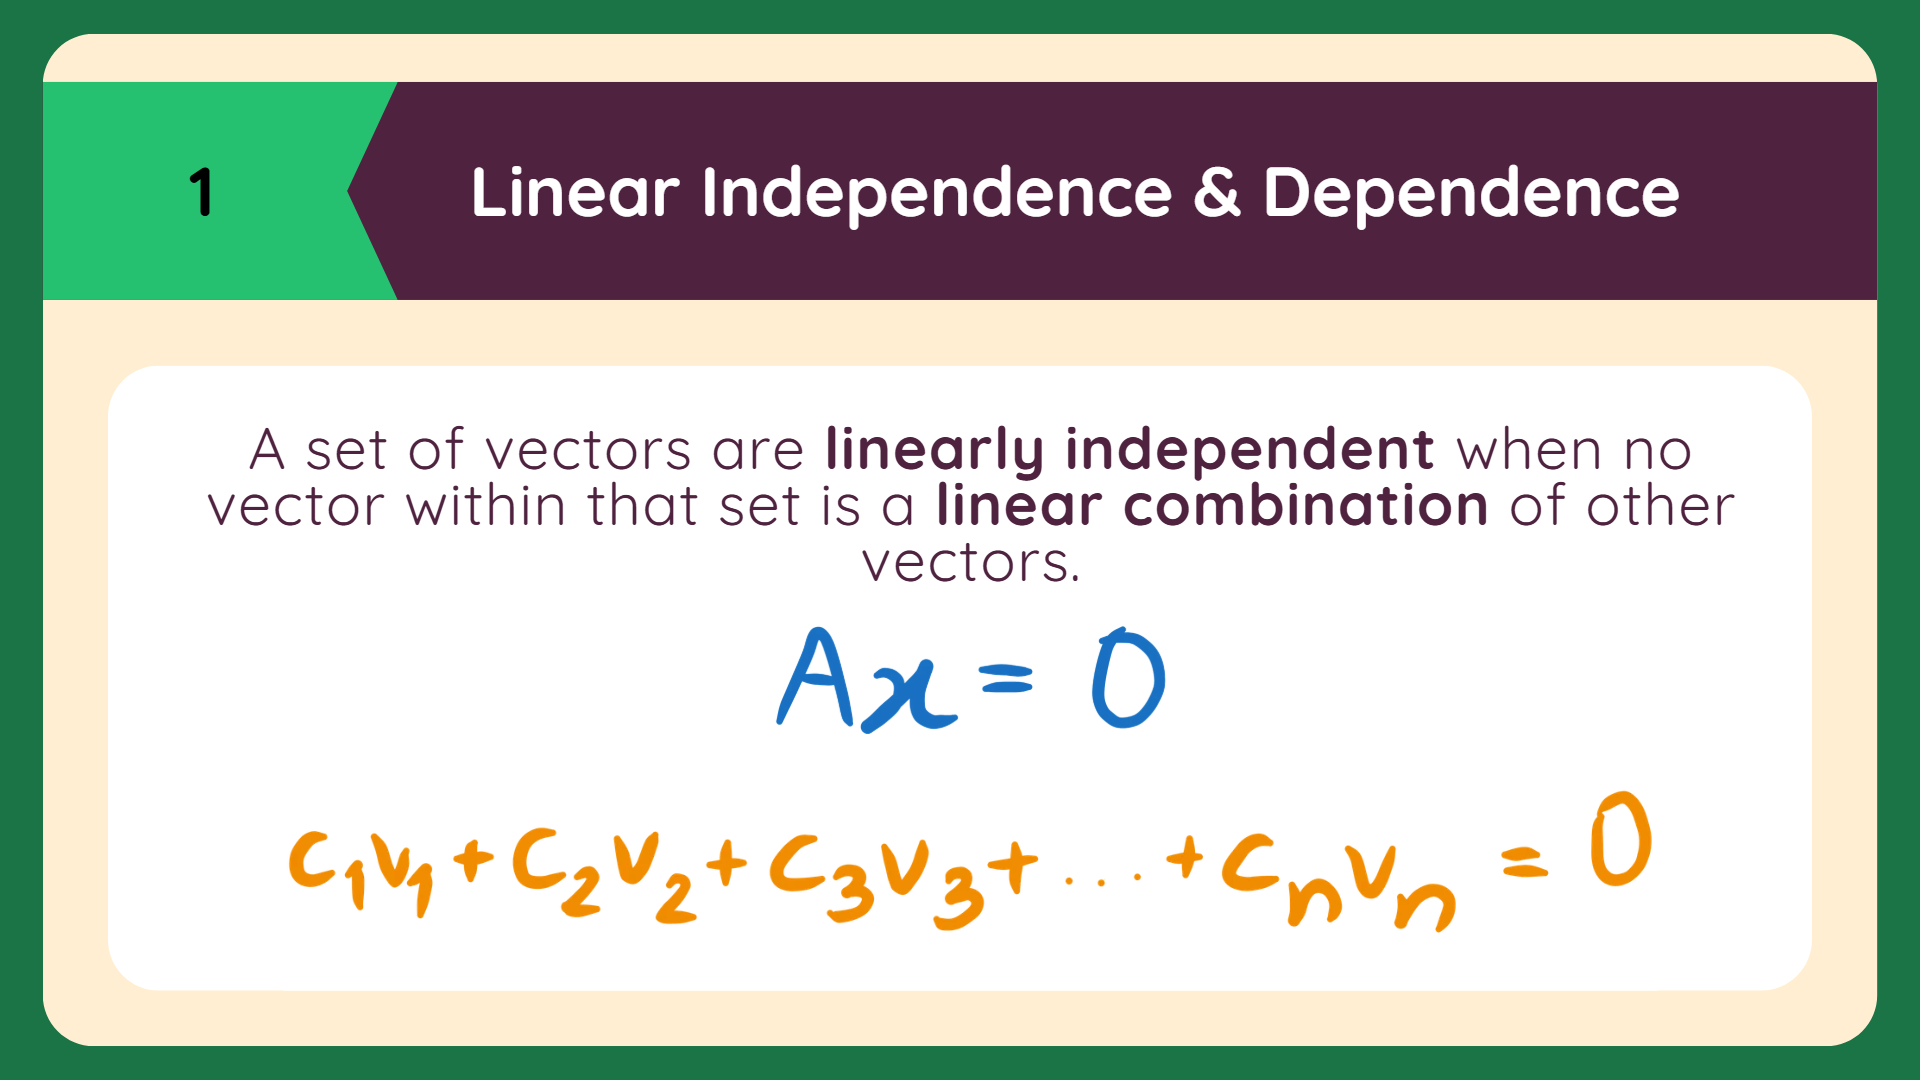 1
Linear Independence & Dependence
A set of vectors are linearly independent when no
vector within that set is a linear combination of other
vectors.
Ax = 0
c₁v₁ + c₂v₂ + c₃v₃ + ... + cₙvₙ = 0